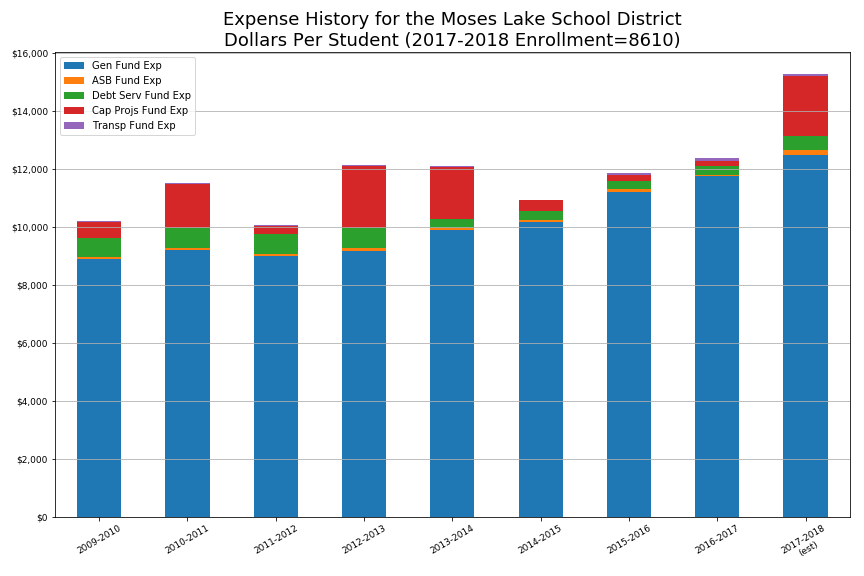 Expense History for the Moses Lake School District
Dollars Per Student (2017-2018 Enrollment=8610)
$16,000
$14,000
$12,000
$10,000
$8,000
$6,000
$4,000
$2,000
$0
Gen Fund Exp
ASB Fund Exp
Debt Serv Fund Exp
Cap Projs Fund Exp
Transp Fund Exp
2009-2010
2010-2011
2011-2012
2012-2013
2013-2014
2014-2015
2015-2016
2016-2017
2017-2018
(est)